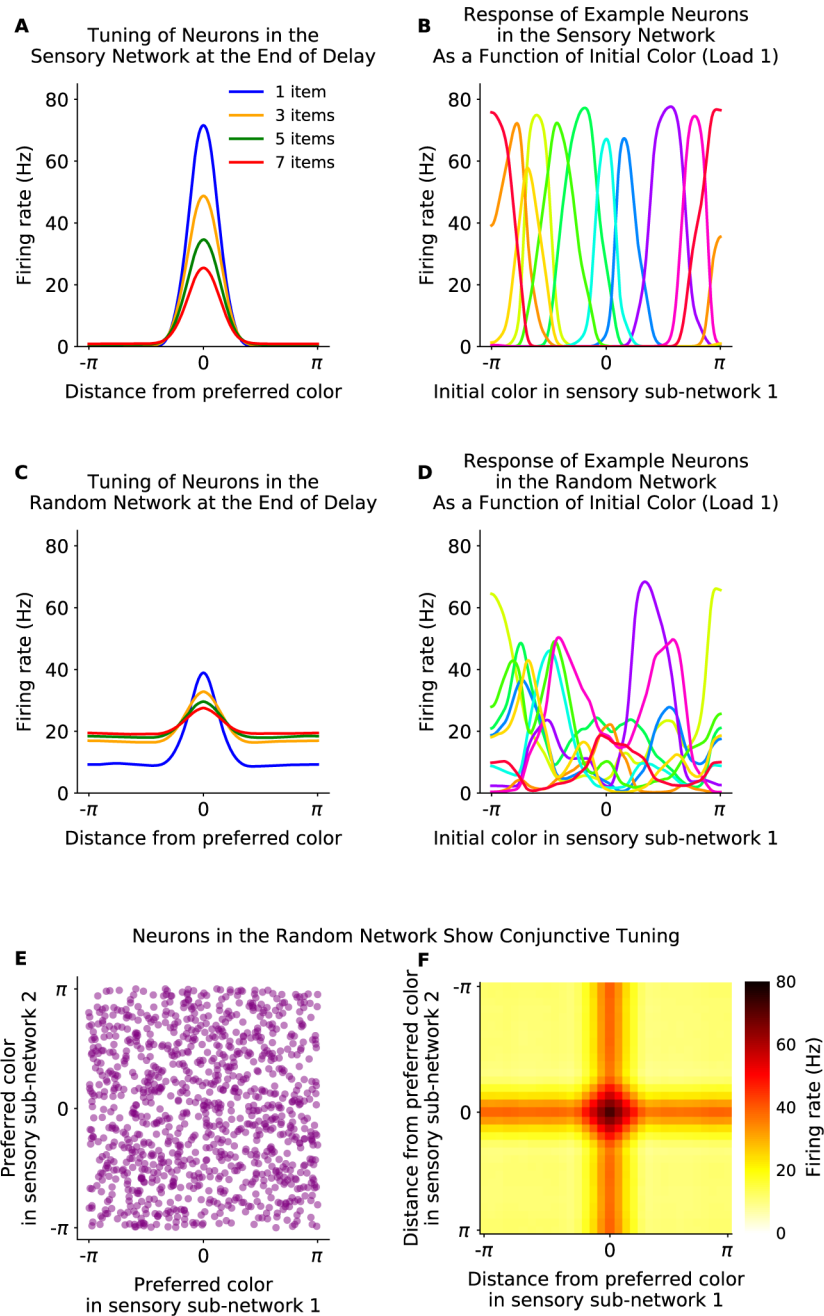 A
Tuning of Neurons in the
Sensory Network at the End of Delay
80
60
40
20
0
Firing rate (Hz)
1 item
3 items
5 items
7 items
-π 0 π
Distance from preferred color
B
Response of Example Neurons
in the Sensory Network
As a Function of Initial Color (Load 1)
80
60
40
20
0
Firing rate (Hz)
-π 0 π
Initial color in sensory sub-network 1
C
Tuning of Neurons in the
Random Network at the End of Delay
80
60
40
20
0
Firing rate (Hz)
-π 0 π
Distance from preferred color
D
Response of Example Neurons
in the Random Network
As a Function of Initial Color (Load 1)
80
60
40
20
0
Firing rate (Hz)
-π 0 π
Initial color in sensory sub-network 1
Neurons in the Random Network Show Conjunctive Tuning
E
π
0
-π
Preferred color
in sensory sub-network 2
-π 0 π
Preferred color
in sensory sub-network 1
F
-π
0
π
Distance from preferred color
in sensory sub-network 2
-π 0 π
Distance from preferred color
in sensory sub-network 1
80
60
40
20
0
Firing rate (Hz)